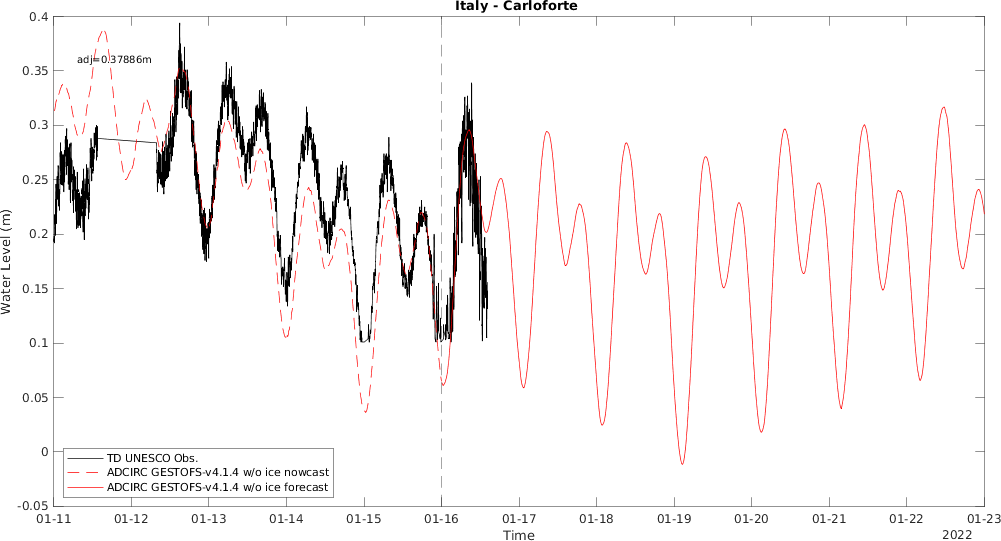 Italy - Carloforte
0.4
0.35
0.3
0.25
0.2
0.15
0.1
0.05
0
-0.05
Water Level (m)
adj=0.37886m
TD UNESCO Obs.
ADCIRC GESTOFS-v4.1.4 w/o ice nowcast
ADCIRC GESTOFS-v4.1.4 w/o ice forecast
01-11 01-12 01-13 01-14 01-15 01-16 01-17 01-18 01-19 01-20 01-21 01-22 01-23
Time
2022